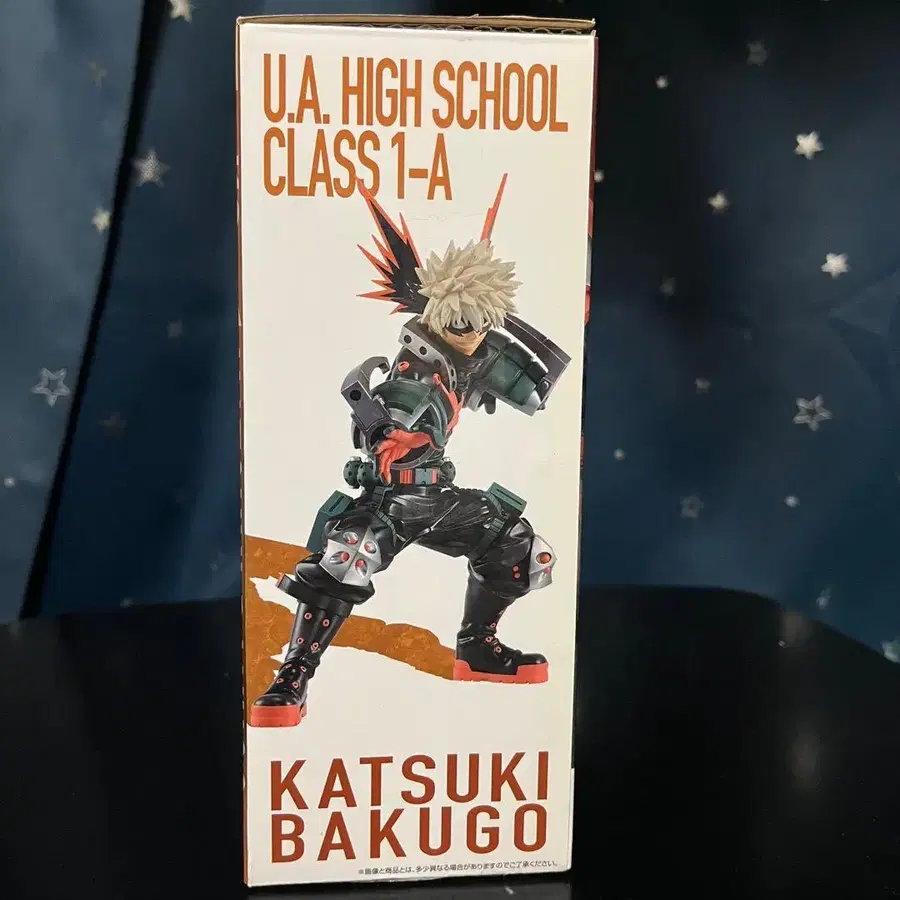 U.A. HIGH SCHOOL
CLASS 1-A
KATSUKI
BAKUGO
※画像と商品とは、多少異なる場合がありますのでご了承ください。